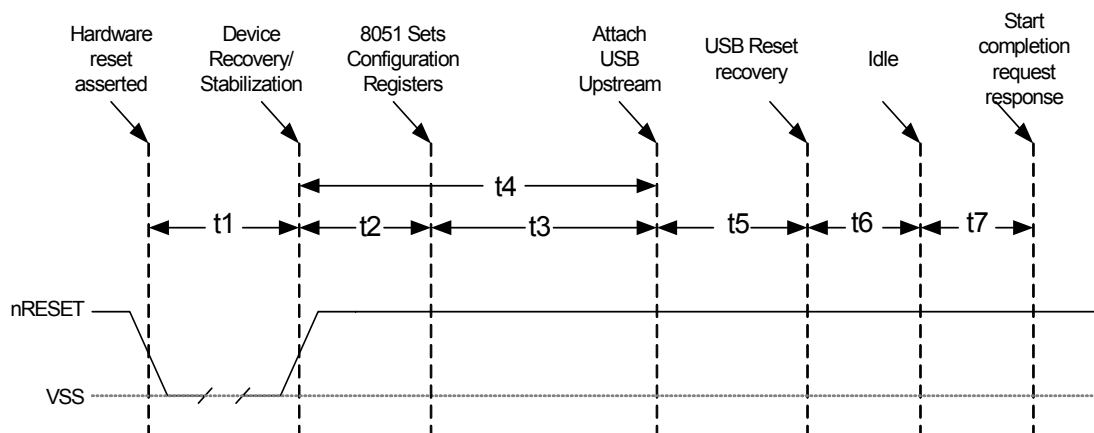 Hardware
reset
asserted
Device
Recovery/
Stabilization
8051 Sets
Configuration
Registers
Attach
USB
Upstream
USB Reset
recovery
Idle
Start
completion
request
response
t4
t1
t2
t3
t5
t6
t7
nRESET
VSS